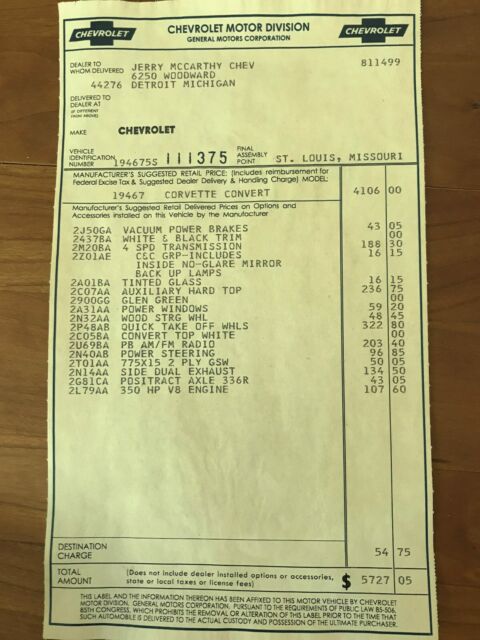 CHEVROLET CHEVROLET MOTOR DIVISION CHEVROLET
GENERAL MOTORS CORPORATION
DEALER TO WHOM DELIVERED JERRY MCCARTHY CHEV 811499
6250 WOODWARD
44276 DETROIT MICHIGAN
DELIVERED TO
DEALER AT
(IF DIFFERENT
FROM ABOVE)
MAKE CHEVROLET
VEHICLE IDENTIFICATION NUMBER 194675S 111375 FINAL ASSEMBLY POINT ST. LOUIS, MISSOURI
MANUFACTURER'S SUGGESTED RETAIL PRICE: (Includes reimbursement for
Federal Excise Tax & Suggested Dealer Delivery & Handling Charge) MODEL:
19467 CORVETTE CONVERT 4106 00
Manufacturer's Suggested Retail Delivered Prices on Options and
Accessories installed on this Vehicle by the Manufacturer
2J50GA VACUUM POWER BRAKES 43 05
2437BA WHITE & BLACK TRIM 00
2M20BA 4 SPD TRANSMISSION 188 30
2Z01AE C&C GRP-INCLUDES 16 15
INSIDE NO-GLARE MIRROR
BACK UP LAMPS
2A01BA TINTED GLASS 16 15
2C07AA AUXILIARY HARD TOP 236 75
2900GG GLEN GREEN 00
2A31AA POWER WINDOWS 59 20
2N32AA WOOD STRG WHL 48 45
2P48AB QUICK TAKE OFF WHLS 322 80
2C05BA CONVERT TOP WHITE 00
2U69BA PB AM/FM RADIO 203 40
2N40AB POWER STEERING 96 85
2T01AA 775X15 2 PLY GSW 50 05
2N14AA SIDE DUAL EXHAUST 134 50
2G81CA POSITRACT AXLE 336R 43 05
2L79AA 350 HP V8 ENGINE 107 60
DESTINATION
CHARGE 54 75
TOTAL AMOUNT (Does not include dealer installed options or accessories,
state or local taxes or license fees) $ 5727 05
THIS LABEL AND THE INFORMATION HEREON HAS BEEN AFFIXED TO THIS MOTOR VEHICLE BY CHEVROLET
MOTOR DIVISION, GENERAL MOTORS CORPORATION, PURSUANT TO THE REQUIREMENTS OF PUBLIC LAW 85-506,
85TH CONGRESS, WHICH PROHIBITS THE REMOVAL OR ALTERATION OF THIS LABEL PRIOR TO THE TIME THAT
SUCH AUTOMOBILE IS DELIVERED TO THE ACTUAL CUSTODY AND POSSESSION OF THE ULTIMATE PURCHASER.